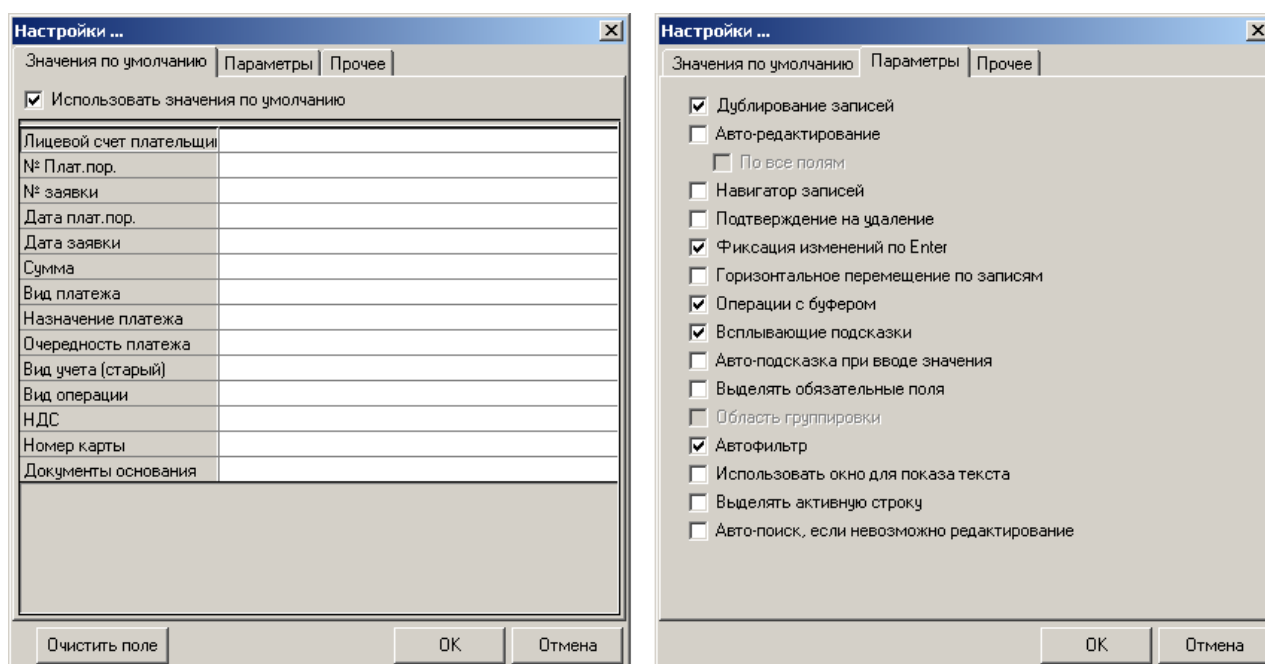 Настройки ...
Значения по умолчанию
Параметры
Прочее
Использовать значения по умолчанию
Лицевой счет плательщи
№ Плат.пор.
№ заявки
Дата плат.пор.
Дата заявки
Сумма
Вид платежа
Назначение платежа
Очередность платежа
Вид учета (старый)
Вид операции
НДС
Номер карты
Документы основания
Очистить поле
ОК
Отмена
Настройки ...
Значения по умолчанию
Параметры
Прочее
Дублирование записей
Авто-редактирование
По все полям
Навигатор записей
Подтверждение на удаление
Фиксация изменений по Enter
Горизонтальное перемещение по записям
Операции с буфером
Всплывающие подсказки
Авто-подсказка при вводе значения
Выделять обязательные поля
Область группировки
Автофильтр
Использовать окно для показа текста
Выделять активную строку
Авто-поиск, если невозможно редактирование
ОК
Отмена